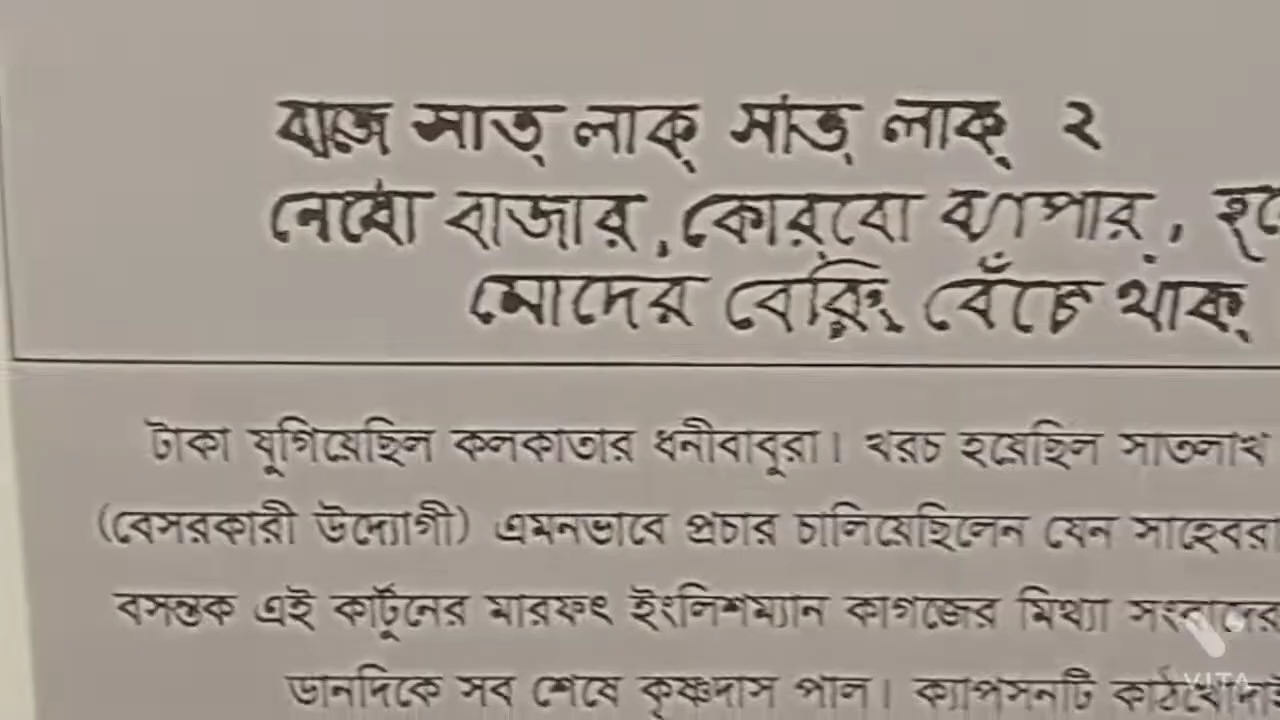 বাজে সাত্ লাক্ সাত্ লাক্ ২
নেবো বাজার, কোর্‌বো ব্যাপার,
মোদের বেরিং বেঁচে থাক্
টাকা যুগিয়েছিল কলকাতার ধনীবাবুরা। খরচ হয়েছিল সাতলাখ
(বেসরকারী উদ্যোগী) এমনভাবে প্রচার চালিয়েছিলেন যেন সাহেবরা
বসন্তক এই কার্টুনের মারফৎ ইংলিশম্যান কাগজের মিথ্যা সংবাদের
ডানদিকে সব শেষে কৃষ্ণদাস পাল। ক্যাপসনটি
VITA